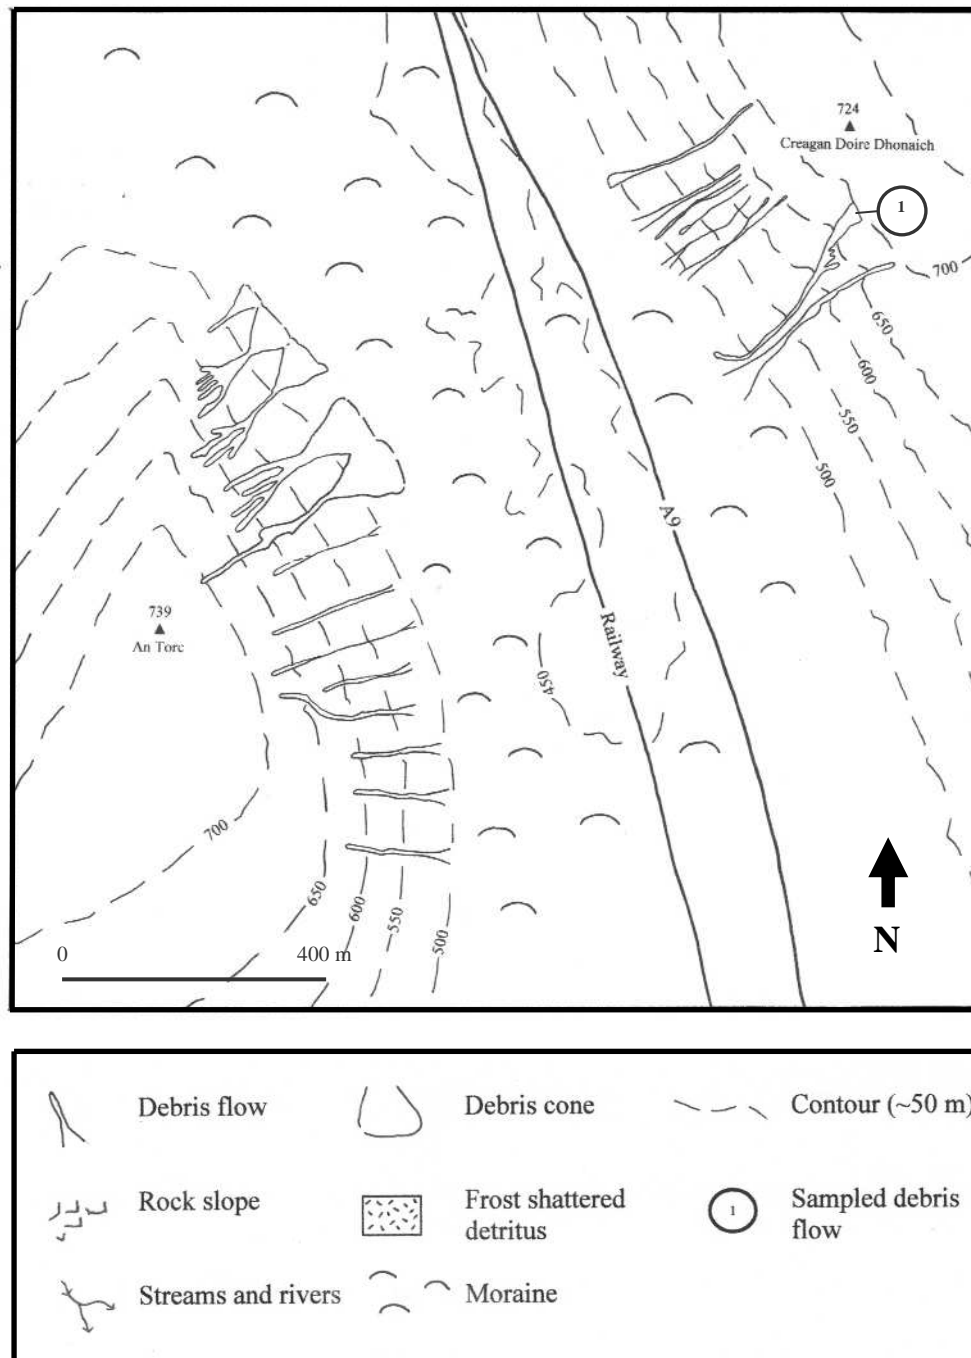 724
Creagan Doire Dhonaich
1
700
650
600
550
500
A9
Railway
450
739
An Torc
700
650
600
550
500
0
400 m
N
Debris flow
Debris cone
Contour (~50 m)
Rock slope
Frost shattered
detritus
1
Sampled debris
flow
Streams and rivers
Moraine